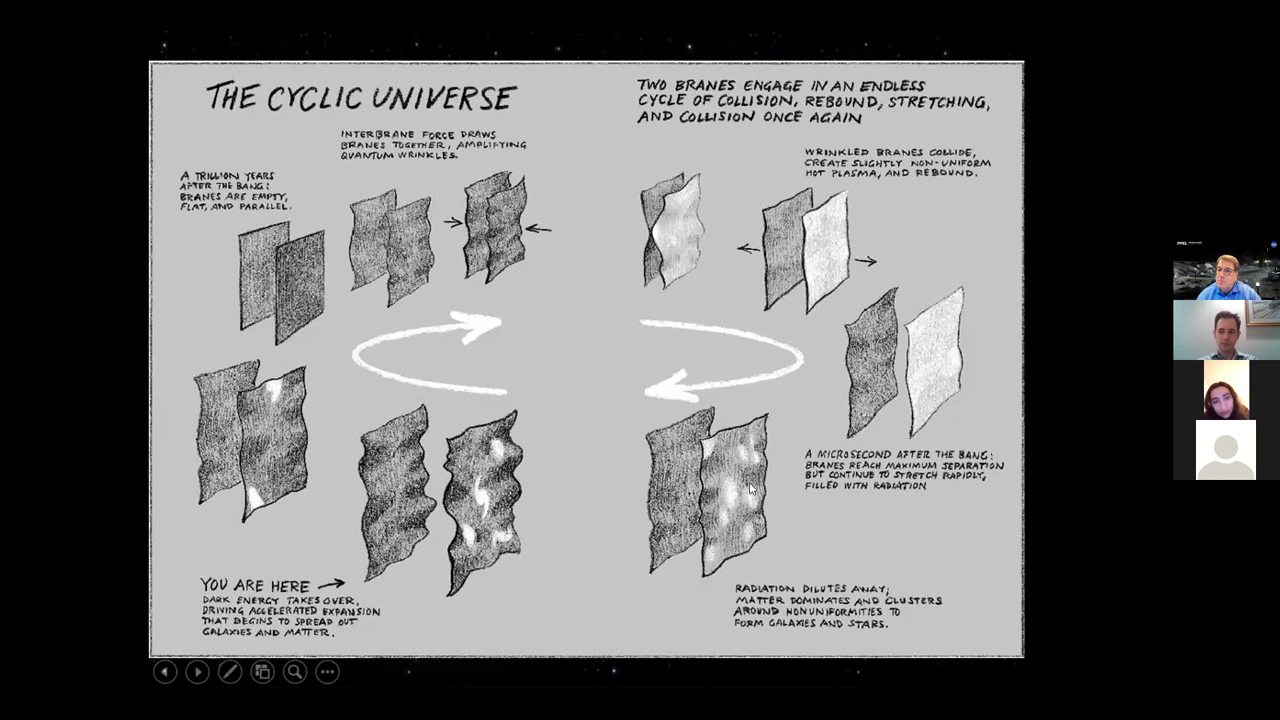 THE CYCLIC UNIVERSE
TWO BRANES ENGAGE IN AN ENDLESS
CYCLE OF COLLISION, REBOUND, STRETCHING,
AND COLLISION ONCE AGAIN
INTERBRANE FORCE DRAWS
BRANES TOGETHER, AMPLIFYING
QUANTUM WRINKLES.
A TRILLION YEARS
AFTER THE BANG:
BRANES ARE EMPTY,
FLAT, AND PARALLEL.
WRINKLED BRANES COLLIDE,
CREATE SLIGHTLY NON-UNIFORM
HOT PLASMA, AND REBOUND.
A MICROSECOND AFTER THE BANG:
BRANES REACH MAXIMUM SEPARATION
BUT CONTINUE TO STRETCH RAPIDLY,
FILLED WITH RADIATION
RADIATION DILUTES AWAY;
MATTER DOMINATES AND CLUSTERS
AROUND NONUNIFORMITIES TO
FORM GALAXIES AND STARS.
YOU ARE HERE →
DARK ENERGY TAKES OVER,
DRIVING ACCELERATED EXPANSION
THAT BEGINS TO SPREAD OUT
GALAXIES AND MATTER.